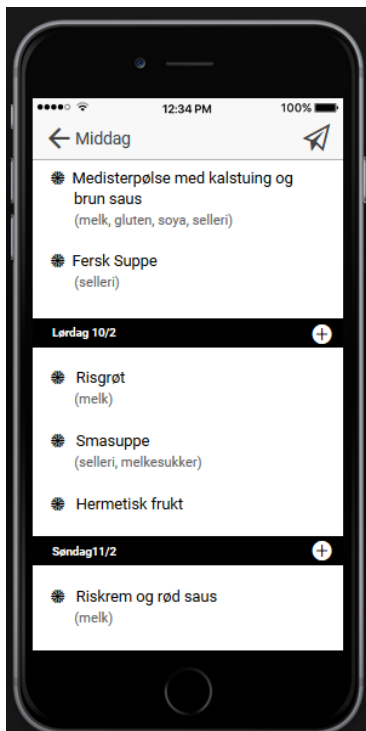 12:34 PM
100%
Middag
Medisterpølse med kalstuing og
brun saus
(melk, gluten, soya, selleri)
Fersk Suppe
(selleri)
Lørdag 10/2
Risgrøt
(melk)
Smasuppe
(selleri, melkesukker)
Hermetisk frukt
Søndag11/2
Riskrem og rød saus
(melk)